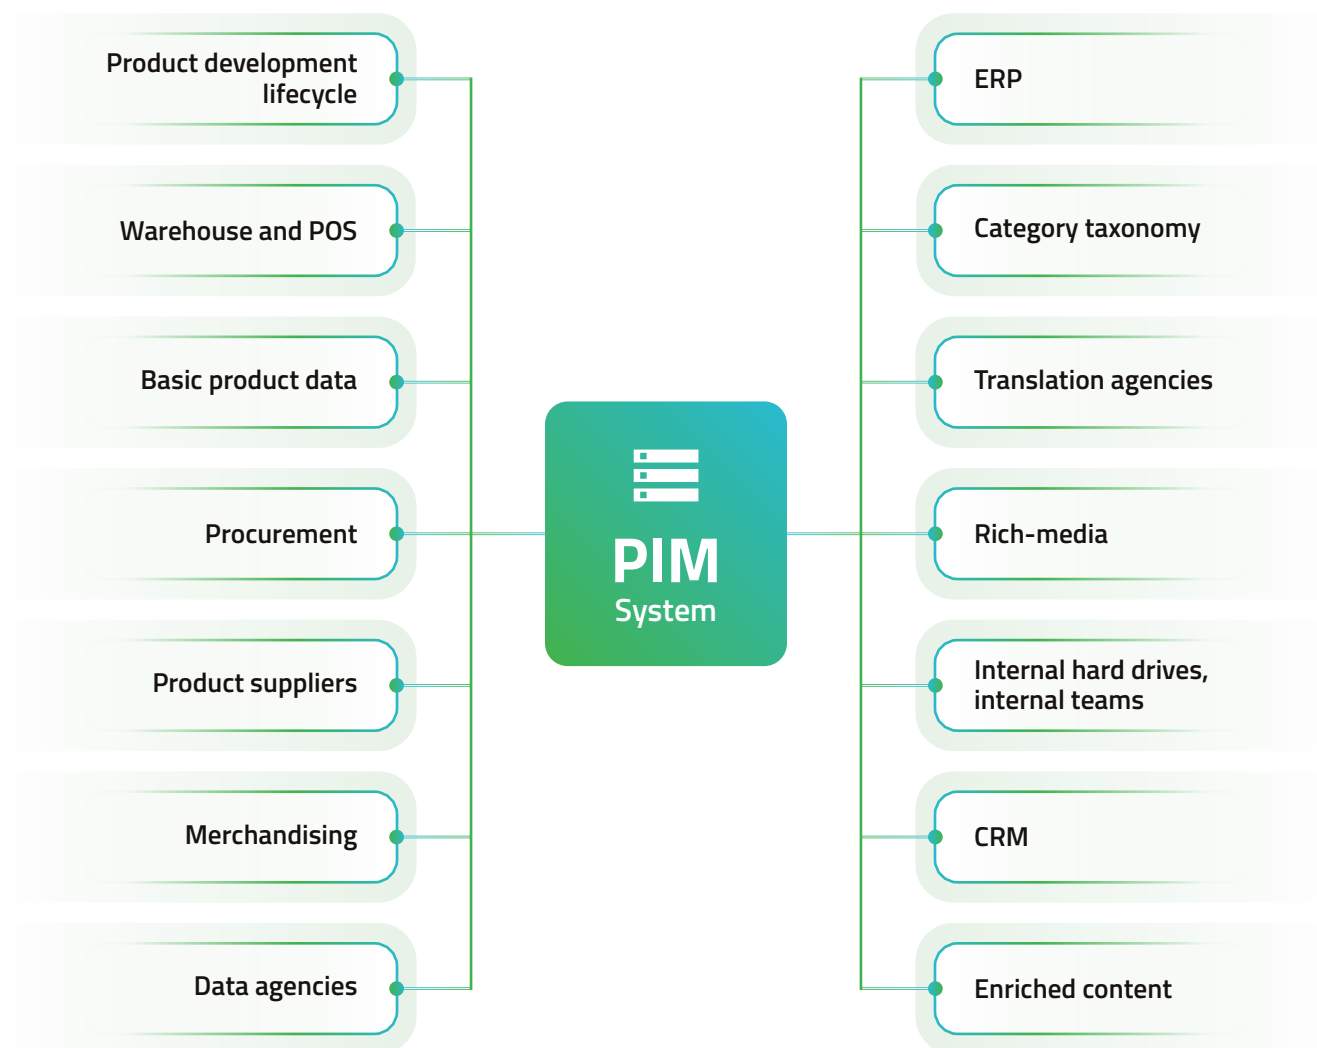 Product development
lifecycle
Warehouse and POS
Basic product data
Procurement
Product suppliers
Merchandising
Data agencies
PIM
System
ERP
Category taxonomy
Translation agencies
Rich-media
Internal hard drives,
internal teams
CRM
Enriched content